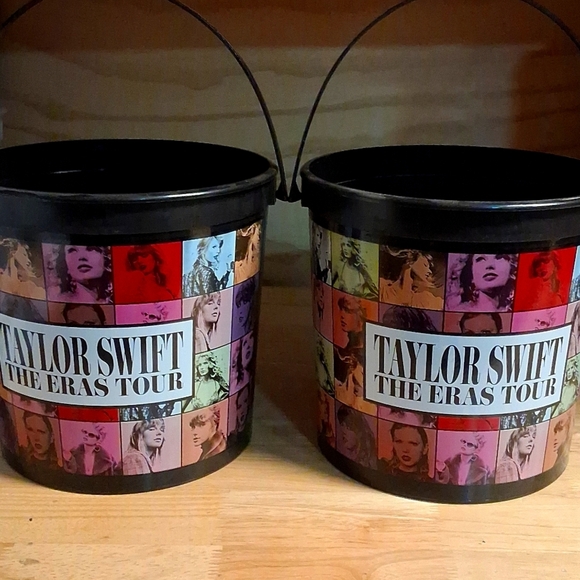 TAYLOR SWIFT
THE ERAS TOUR
TAYLOR SWIFT
THE ERAS TOUR